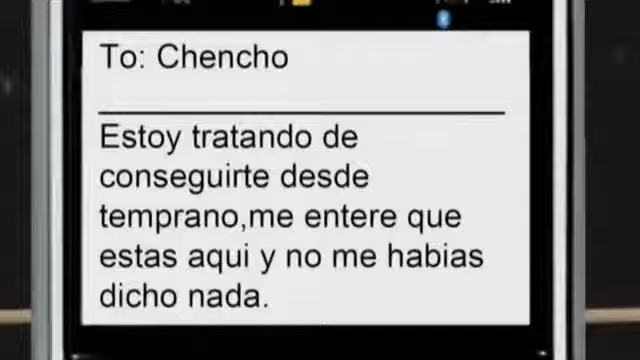 To: Chencho
Estoy tratando de
conseguirte desde
temprano,me entere que
estas aqui y no me habias
dicho nada.